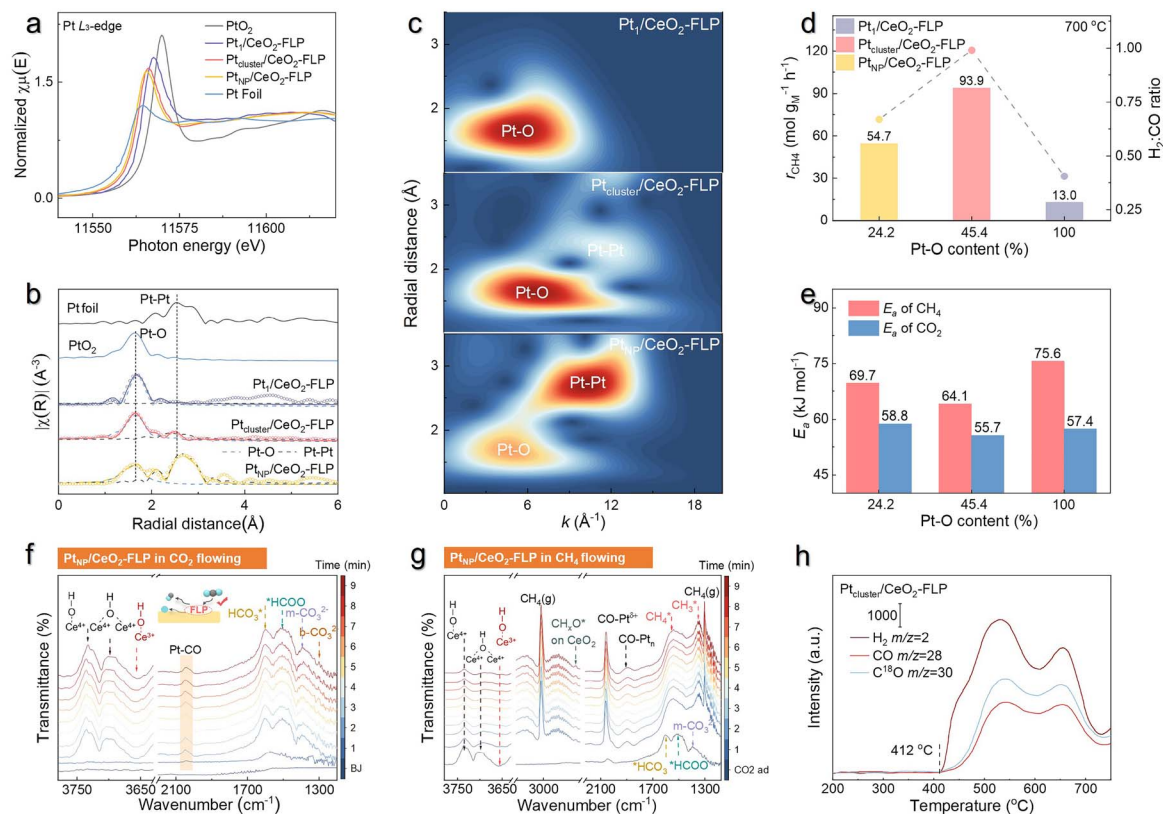 a
Pt L3-edge
PtO2
Pt1/CeO2-FLP
Ptcluster/CeO2-FLP
PtNP/CeO2-FLP
Pt Foil
Normalized χμ(E)
1.5
0.0
11550 11575 11600
Photon energy (eV)
b
Pt-Pt
Pt foil
Pt-O
PtO2
Pt1/CeO2-FLP
Ptcluster/CeO2-FLP
Pt-O Pt-Pt
PtNP/CeO2-FLP
|χ(R)| (A⁻³)
0 2 4 6
Radial distance(Å)
c
Pt1/CeO2-FLP
3
2
Pt-O
Ptcluster/CeO2-FLP
3
Pt-Pt
2
Pt-O
PtNP/CeO2-FLP
3
Pt-Pt
2
Pt-O
Radial distance (Å)
0 6 12 18
k (Å⁻¹)
d
Pt1/CeO2-FLP
700 °C
Ptcluster/CeO2-FLP
PtNP/CeO2-FLP
120
90
60
30
0
rCH4 (mol gM⁻¹ h⁻¹)
54.7
93.9
13.0
1.00
0.75
0.50
0.25
H2:CO ratio
24.2 45.4 100
Pt-O content (%)
e
Ea of CH4
Ea of CO2
90
75
60
45
Ea (kJ mol⁻¹)
69.7
58.8
64.1
55.7
75.6
57.4
24.2 45.4 100
Pt-O content (%)
f
PtNP/CeO2-FLP in CO2 flowing
Time (min)
H
O
Ce⁴⁺
H
O
Ce⁴⁺ Ce⁴⁺
H
O
Ce³⁺
FLP
Pt-CO
HCO3*
*HCOO
m-CO3²⁻
b-CO3²⁻
9
8
7
6
5
4
3
2
1
BJ
Transmittance (%)
3750 3650 2100 1500 1200
Wavenumber (cm⁻¹)
g
PtNP/CeO2-FLP in CH4 flowing
Time (min)
H
O
Ce⁴⁺
H
O
Ce⁴⁺ Ce⁴⁺
H
O
Ce³⁺
CH4(g)
CHxO*
on CeO2
CO-Ptδ⁺
CO-Ptn
CH4*
CH3*
CH4(g)
m-CO3²⁻
*HCO3
*HCOO
9
8
7
6
5
4
3
2
1
CO2 ad
Transmittance (%)
3750 3650 3000 2100 1800 1500 1200
Wavenumber (cm⁻¹)
h
Ptcluster/CeO2-FLP
1000
H2 m/z=2
CO m/z=28
C¹⁸O m/z=30
412 °C
Intensity (a.u.)
200 300 400 500 600 700
Temperature (°C)